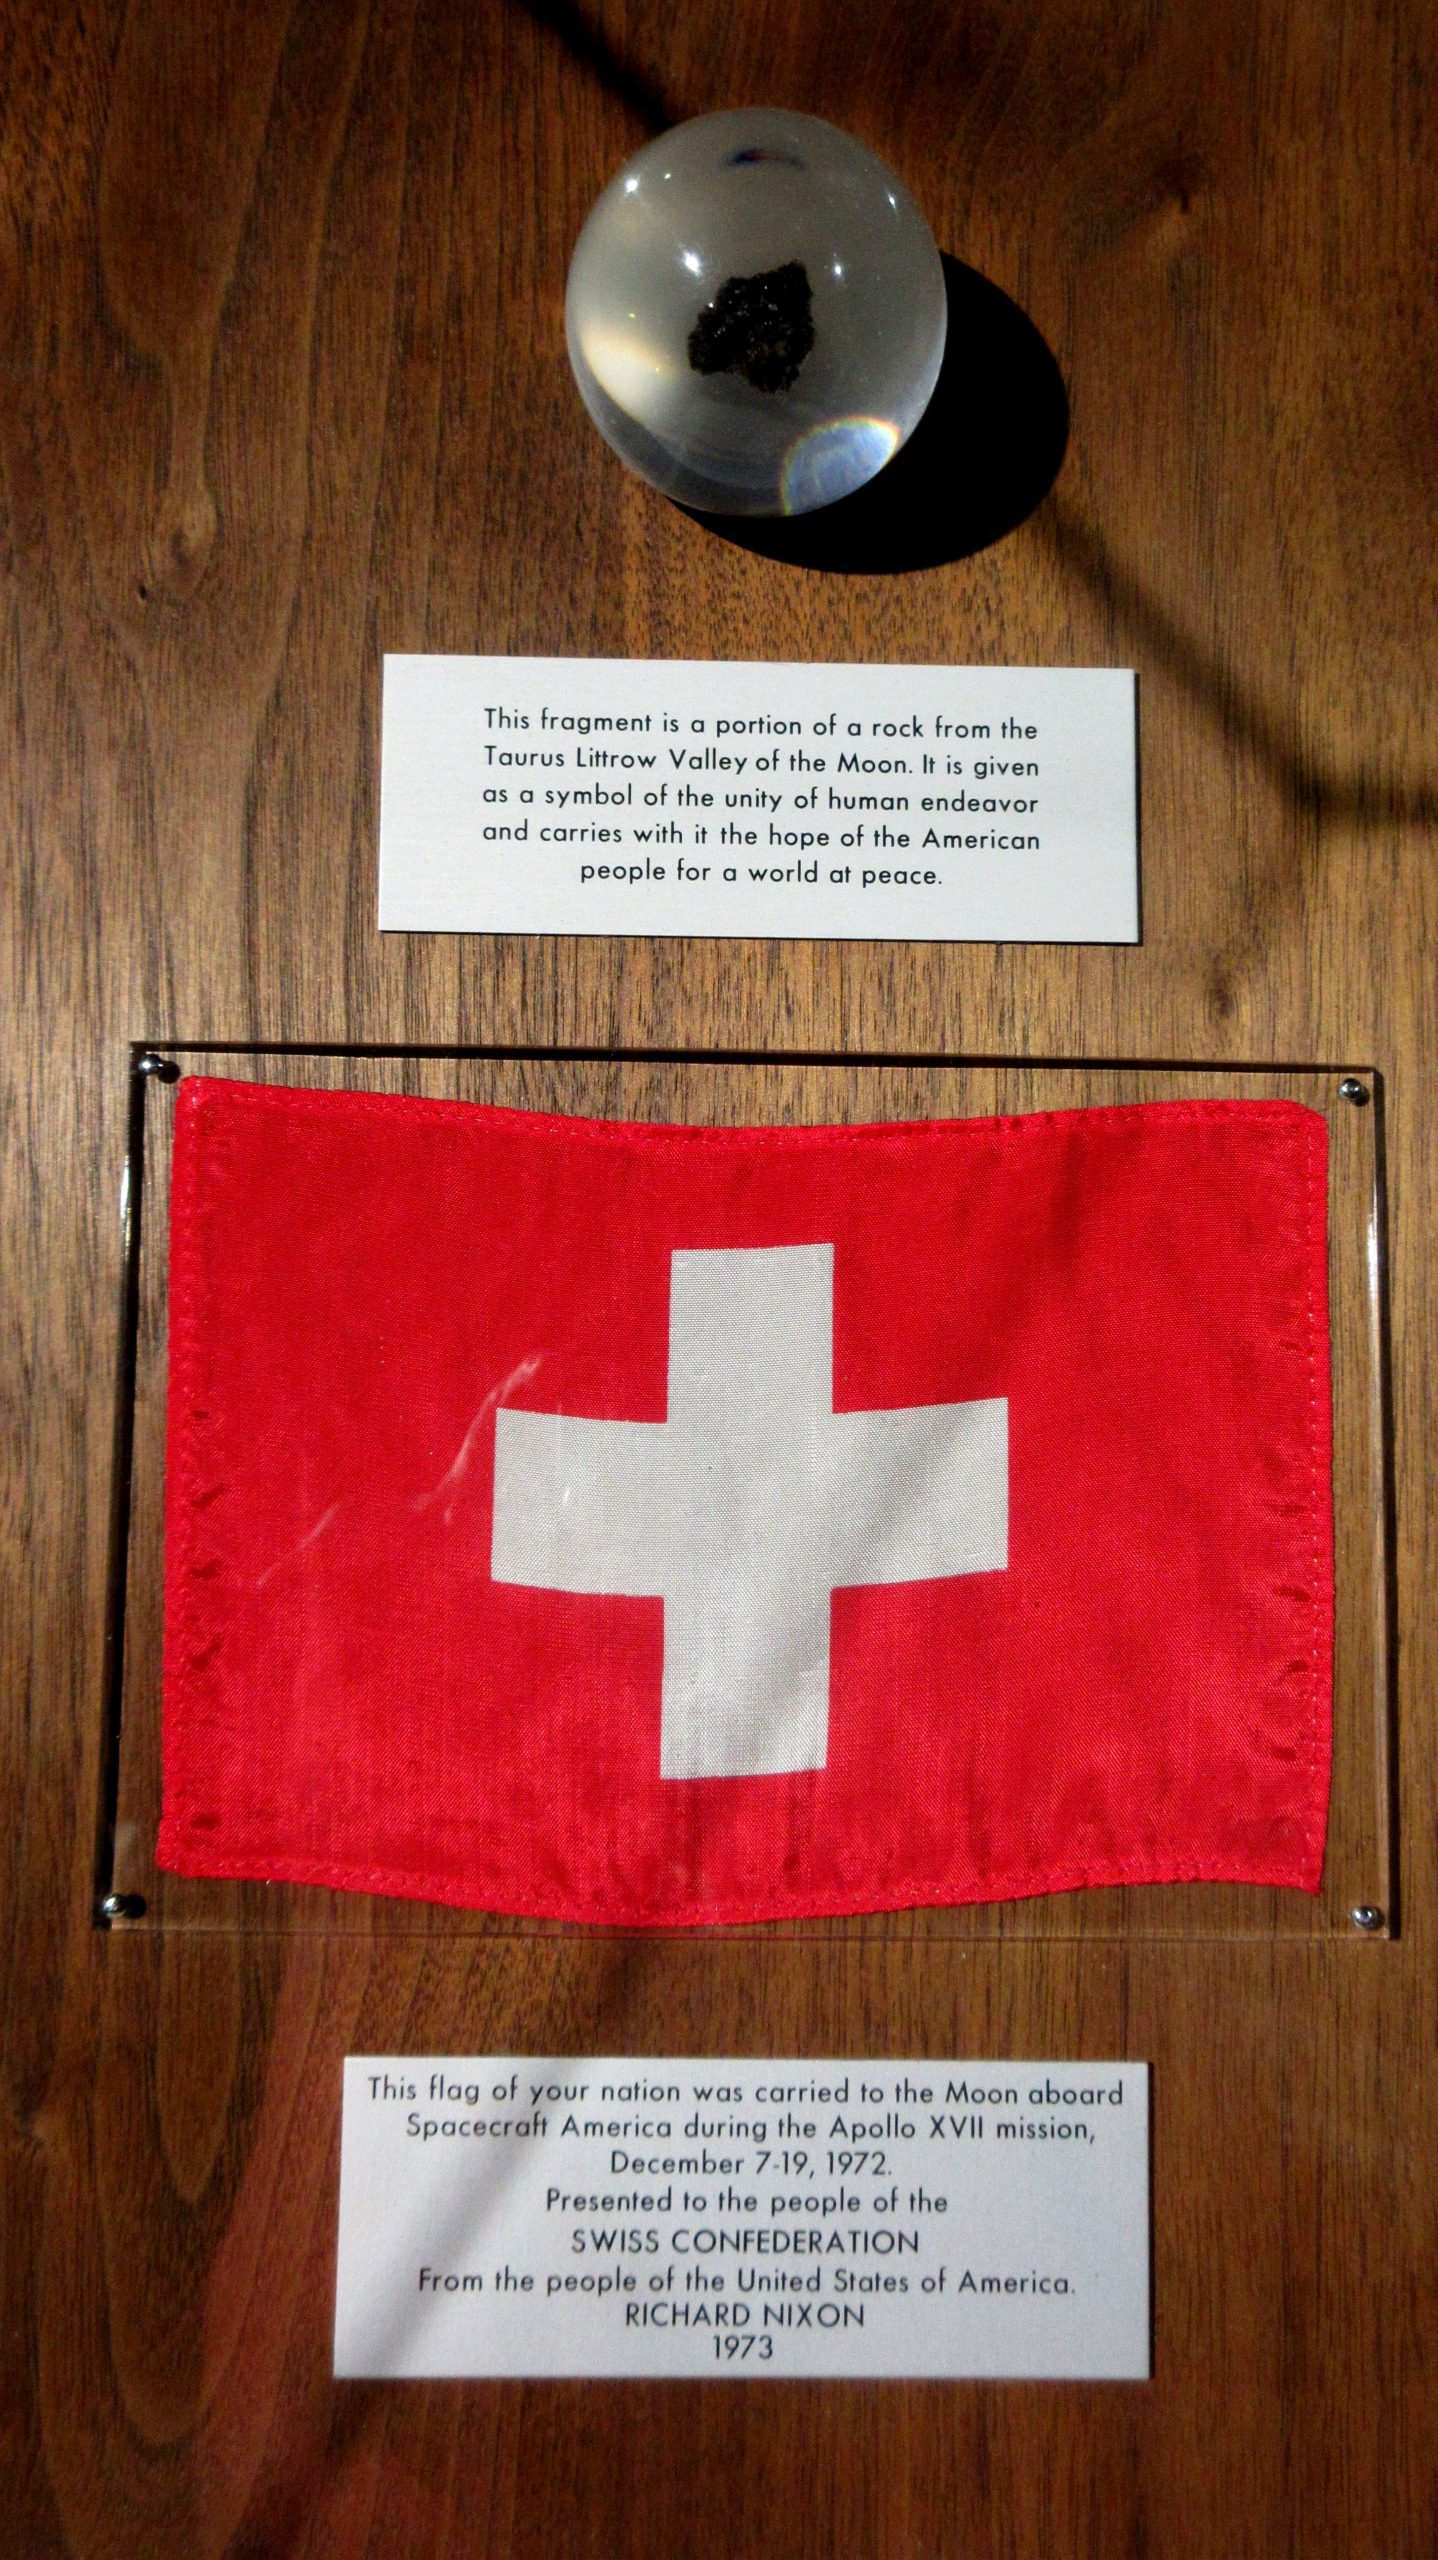 This fragment is a portion of a rock from the
Taurus Littrow Valley of the Moon. It is given
as a symbol of the unity of human endeavor
and carries with it the hope of the American
people for a world at peace.
This flag of your nation was carried to the Moon aboard
Spacecraft America during the Apollo XVII mission,
December 7-19, 1972.
Presented to the people of the
SWISS CONFEDERATION
From the people of the United States of America.
RICHARD NIXON
1973